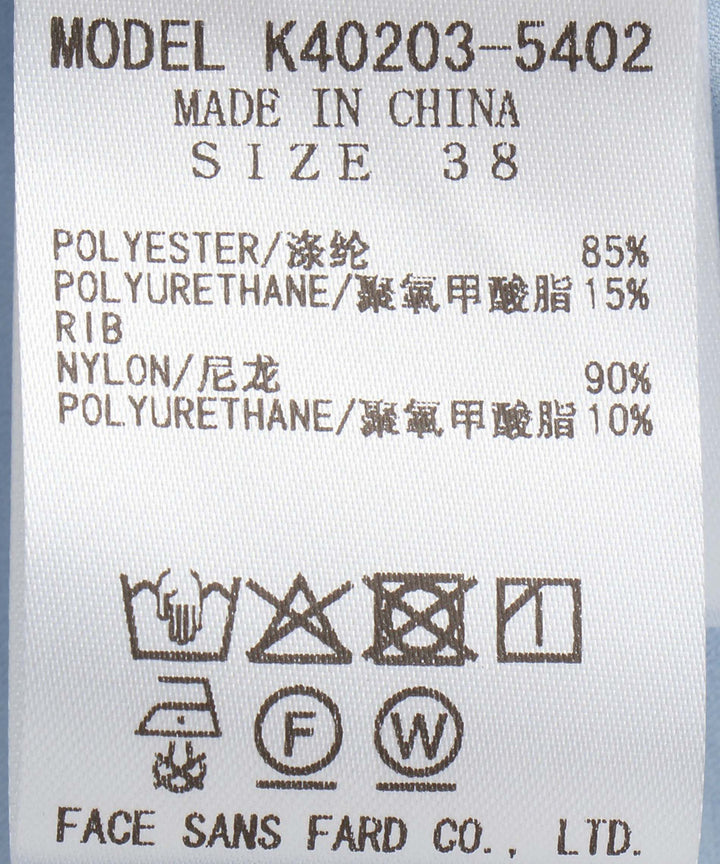 MODEL K40203-5402
MADE IN CHINA
SIZE 38
POLYESTER/涤纶 85%
POLYURETHANE/聚氨甲酸脂 15%
RIB
NYLON/尼龙 90%
POLYURETHANE/聚氨甲酸脂 10%
F W
FACE SANS FARD CO., LTD.